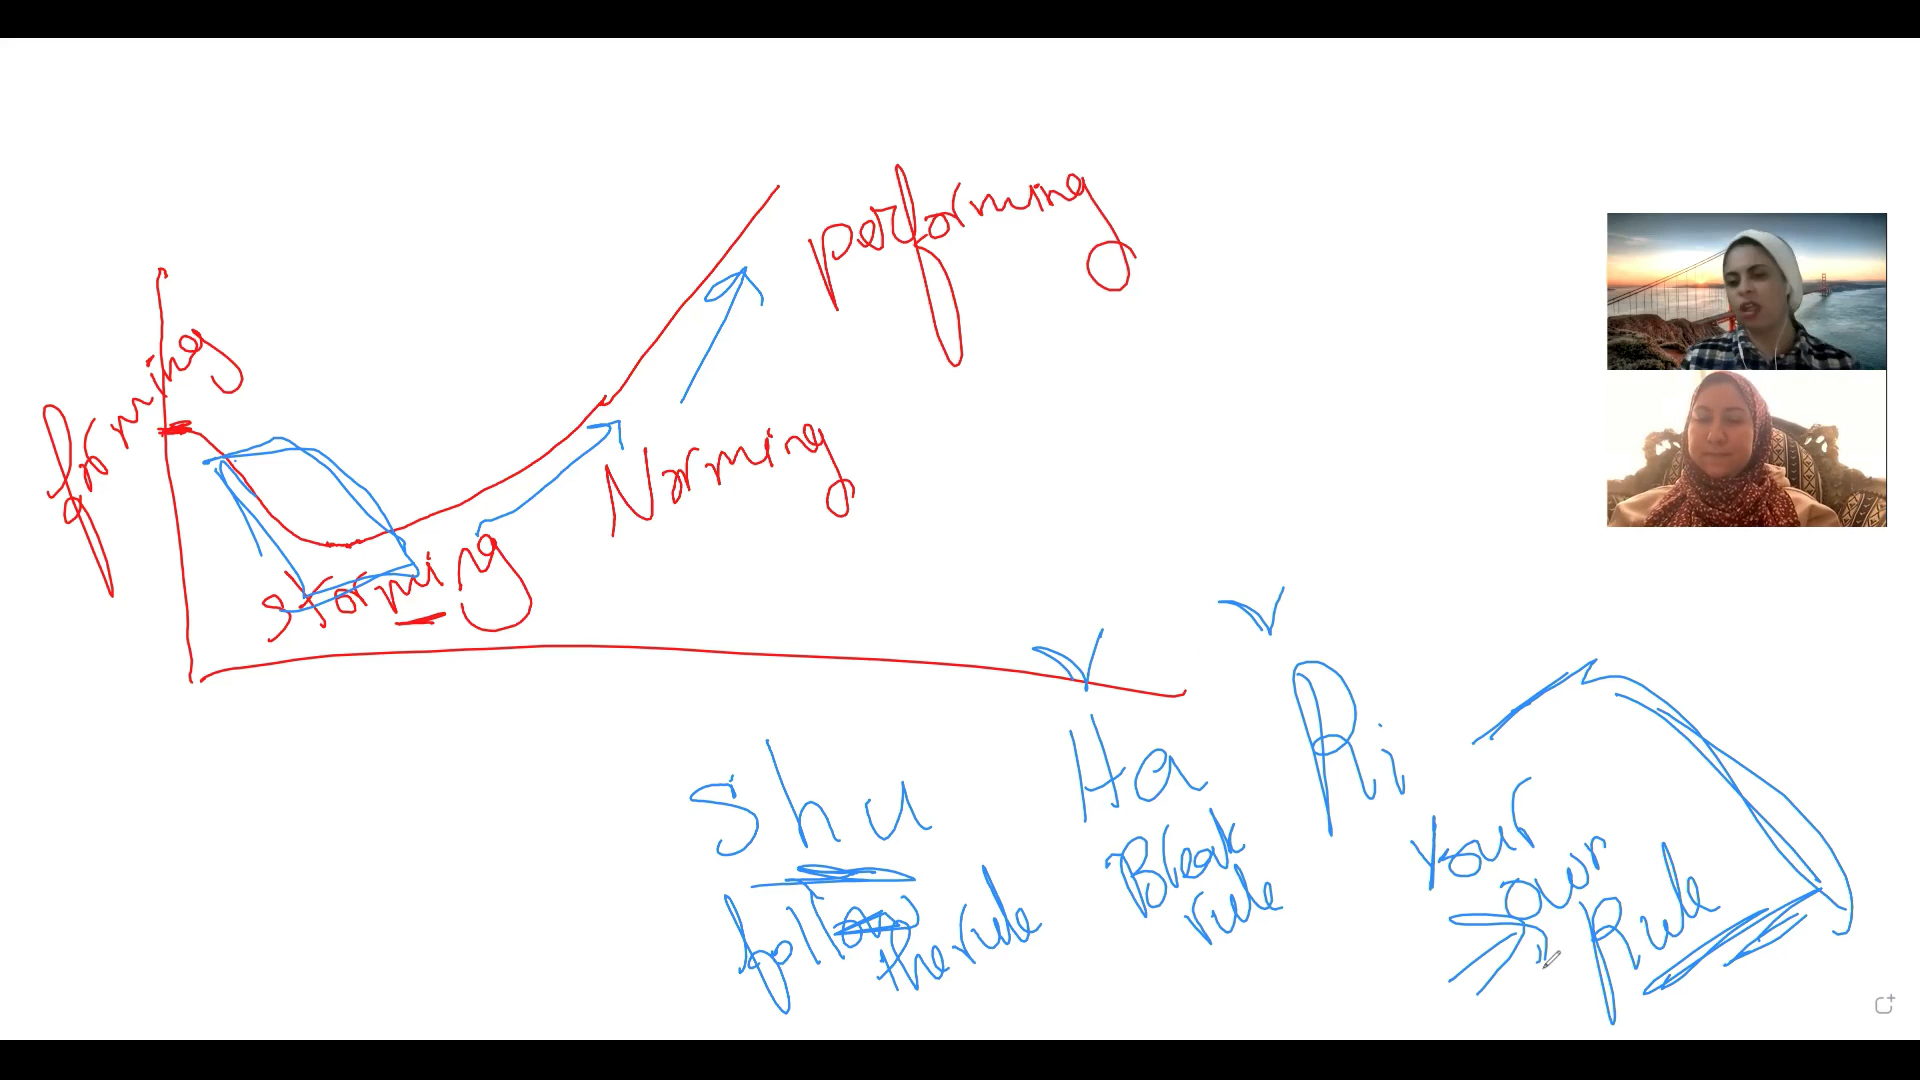 performing
forming
Norming
storming
Shu
Ha
Ri
follow
the rule
Break
rule
Your
own
Rule